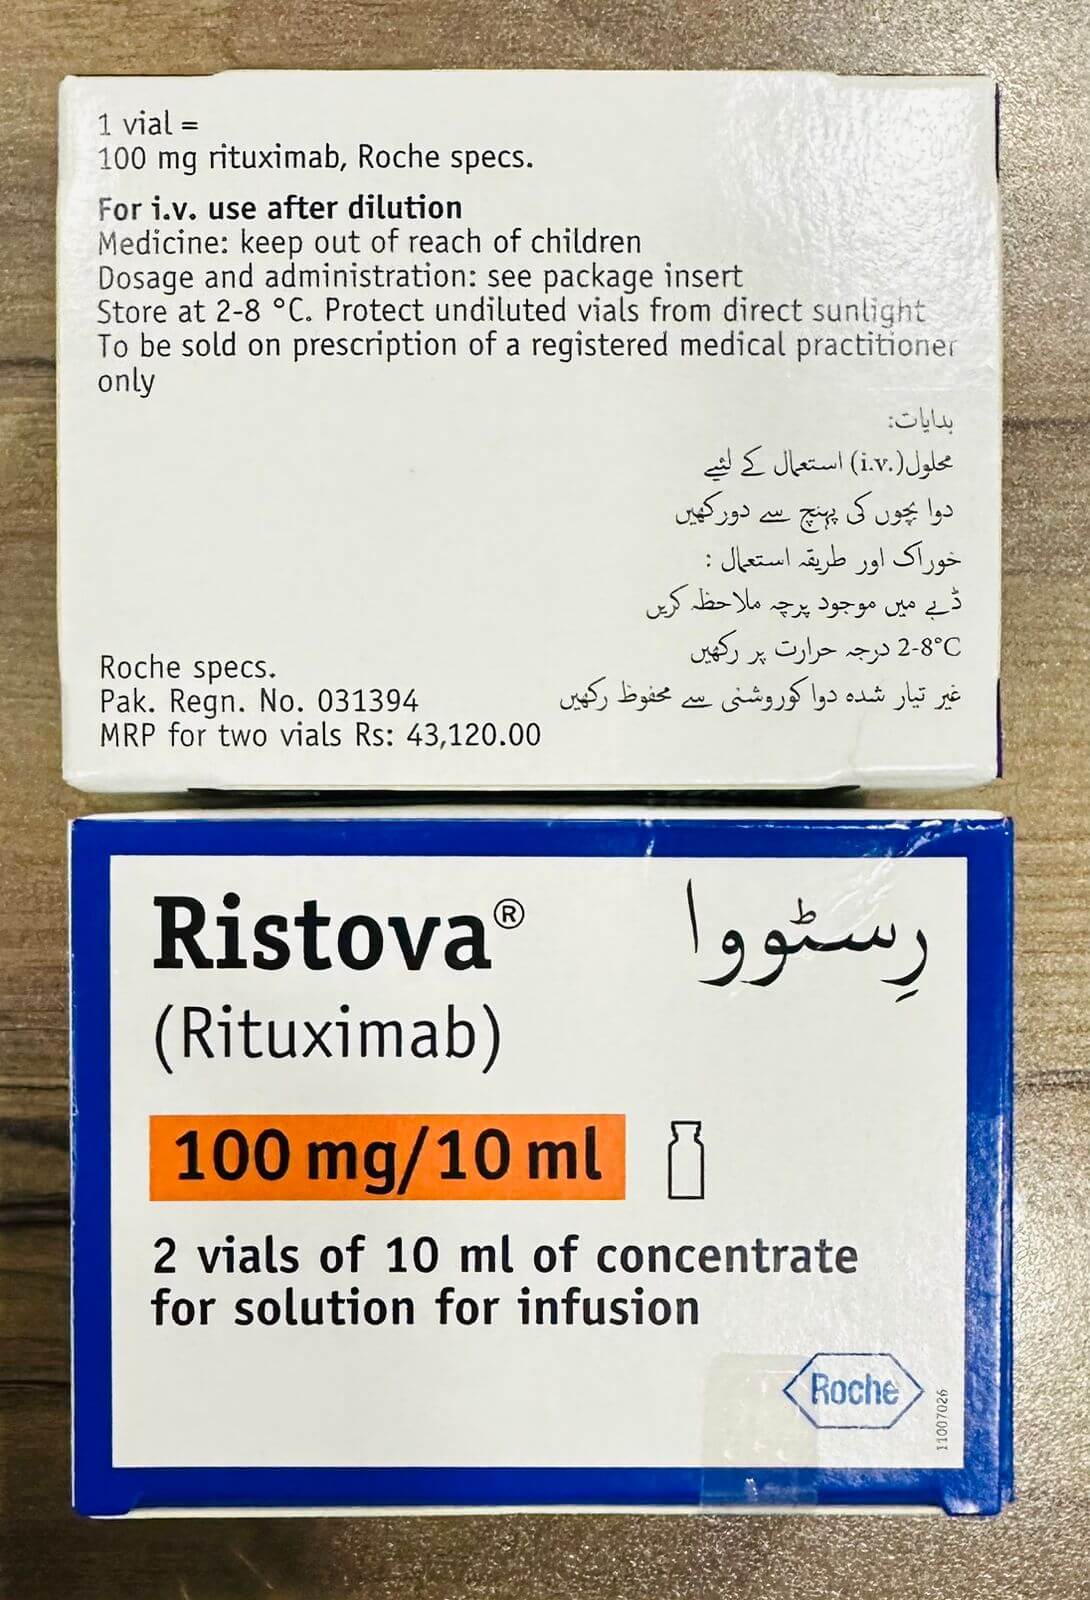 1 vial =
100 mg rituximab, Roche specs.
For i.v. use after dilution
Medicine: keep out of reach of children
Dosage and administration: see package insert
Store at 2-8 °C. Protect undiluted vials from direct sunlight
To be sold on prescription of a registered medical practitioner
only
ہدایات:
محلول(.i.v) استعمال کے لئیے
دوا بچوں کی پہنچ سے دور رکھیں
خوراک اور طریقہ استعمال :
ڈبے میں موجود پرچہ ملاحظہ کریں
2-8°C درجہ حرارت پر رکھیں
غیر تیار شدہ دوا کو روشنی سے محفوظ رکھیں
Roche specs.
Pak. Regn. No. 031394
MRP for two vials Rs: 43,120.00
Ristova®
رِسٹووا
(Rituximab)
100 mg/10 ml
2 vials of 10 ml of concentrate
for solution for infusion
Roche
11007026